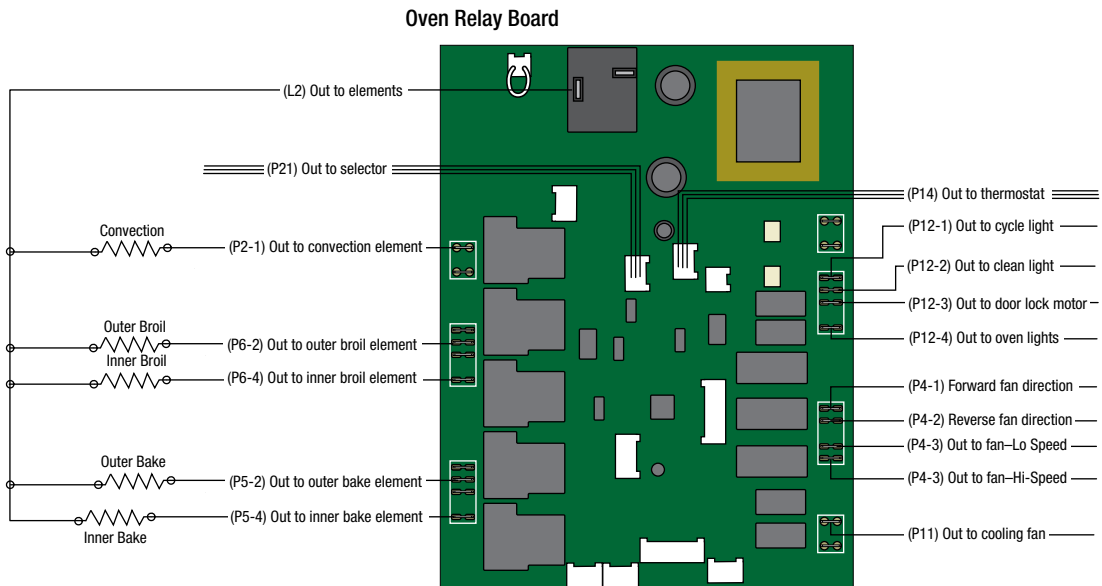 Oven Relay Board
(L2) Out to elements
(P21) Out to selector
Convection
(P2-1) Out to convection element
Outer Broil
(P6-2) Out to outer broil element
Inner Broil
(P6-4) Out to inner broil element
Outer Bake
(P5-2) Out to outer bake element
(P5-4) Out to inner bake element
Inner Bake
(P14) Out to thermostat
(P12-1) Out to cycle light
(P12-2) Out to clean light
(P12-3) Out to door lock motor
(P12-4) Out to oven lights
(P4-1) Forward fan direction
(P4-2) Reverse fan direction
(P4-3) Out to fan–Lo Speed
(P4-3) Out to fan–Hi-Speed
(P11) Out to cooling fan